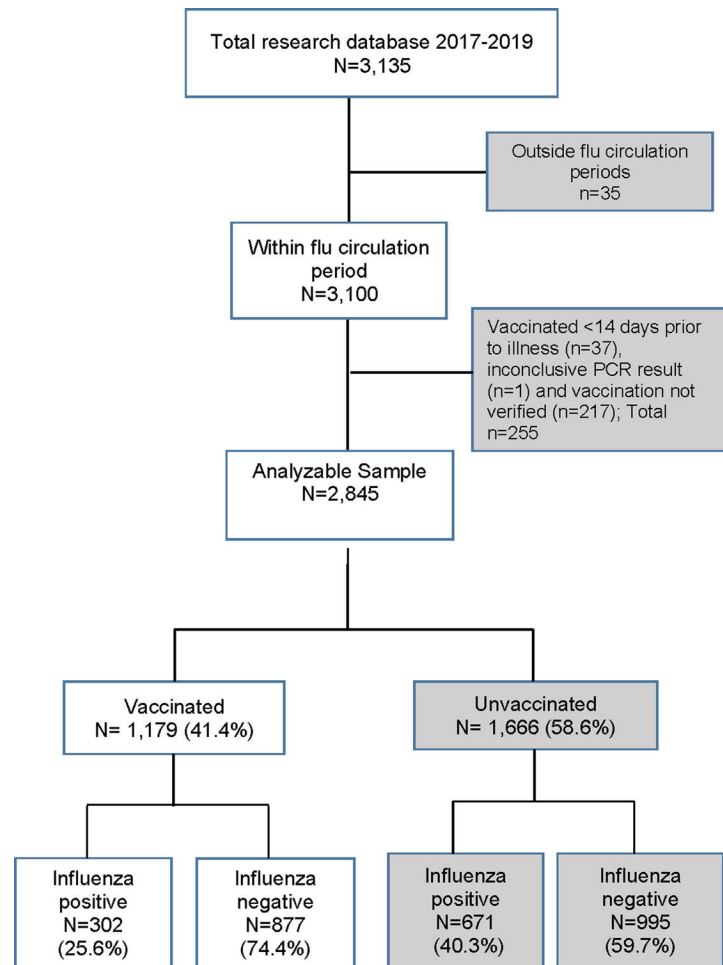 Total research database 2017-2019
N=3,135
Outside flu circulation
periods
n=35
Within flu circulation
period
N=3,100
Vaccinated <14 days prior
to illness (n=37),
inconclusive PCR result
(n=1) and vaccination not
verified (n=217); Total
n=255
Analyzable Sample
N=2,845
Vaccinated
N= 1,179 (41.4%)
Unvaccinated
N= 1,666 (58.6%)
Influenza
positive
N=302
(25.6%)
Influenza
negative
N=877
(74.4%)
Influenza
positive
N=671
(40.3%)
Influenza
negative
N=995
(59.7%)